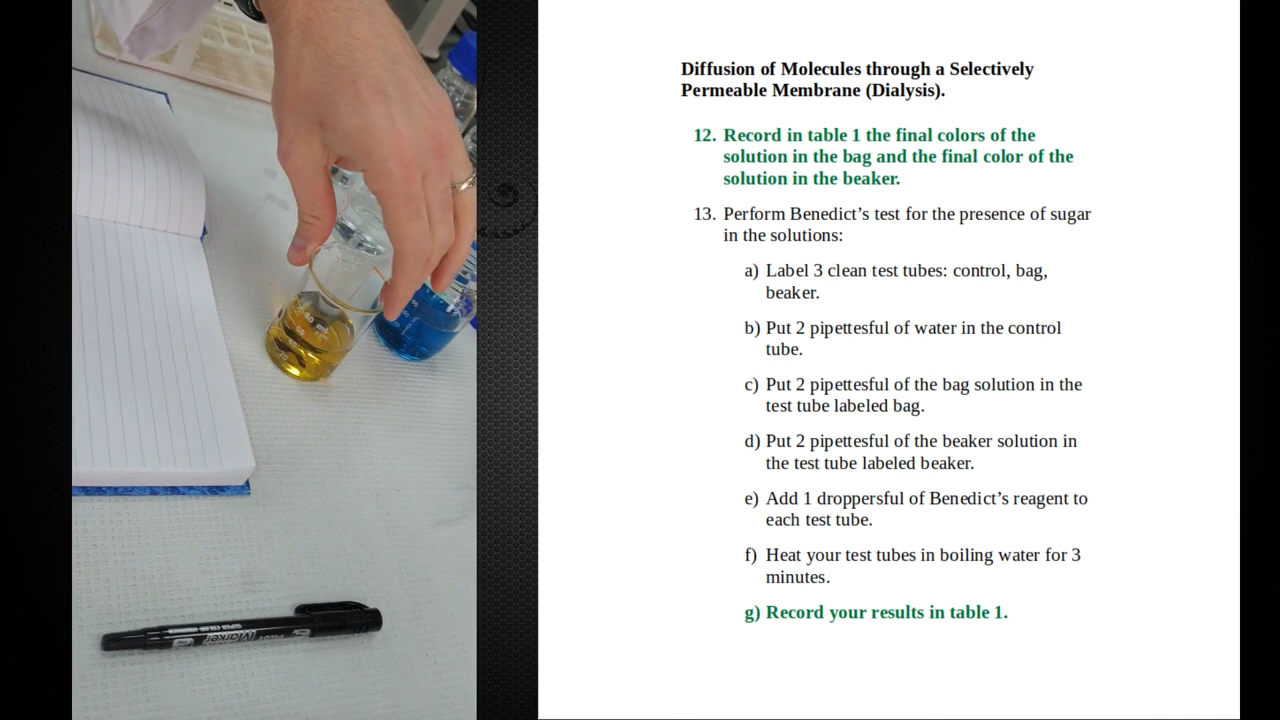 Diffusion of Molecules through a Selectively
Permeable Membrane (Dialysis).
12. Record in table 1 the final colors of the
solution in the bag and the final color of the
solution in the beaker.
13. Perform Benedict’s test for the presence of sugar
in the solutions:
a) Label 3 clean test tubes: control, bag,
beaker.
b) Put 2 pipettesful of water in the control
tube.
c) Put 2 pipettesful of the bag solution in the
test tube labeled bag.
d) Put 2 pipettesful of the beaker solution in
the test tube labeled beaker.
e) Add 1 droppersful of Benedict’s reagent to
each test tube.
f) Heat your test tubes in boiling water for 3
minutes.
g) Record your results in table 1.
Marker